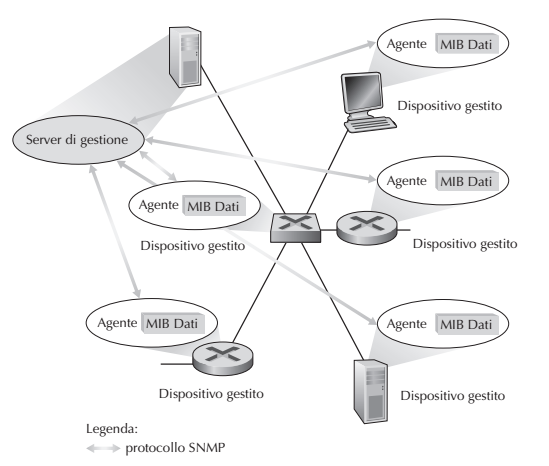 Agente MIB Dati
Dispositivo gestito
Server di gestione
Agente MIB Dati
Dispositivo gestito
Agente MIB Dati
Dispositivo gestito
Agente MIB Dati
Dispositivo gestito
Agente MIB Dati
Dispositivo gestito
Legenda:
protocollo SNMP